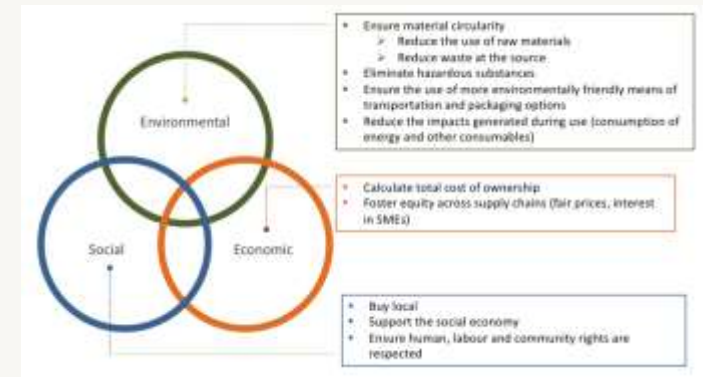 Environmental
Social
Economic
• Ensure material circularity
➢ Reduce the use of raw materials
➢ Reduce waste at the source
• Eliminate hazardous substances
• Ensure the use of more environmentally friendly means of
transportation and packaging options
• Reduce the impacts generated during use (consumption of
energy and other consumables)
• Calculate total cost of ownership
• Foster equity across supply chains (fair prices, interest
in SMEs)
• Buy local
• Support the social economy
• Ensure human, labour and community rights are
respected